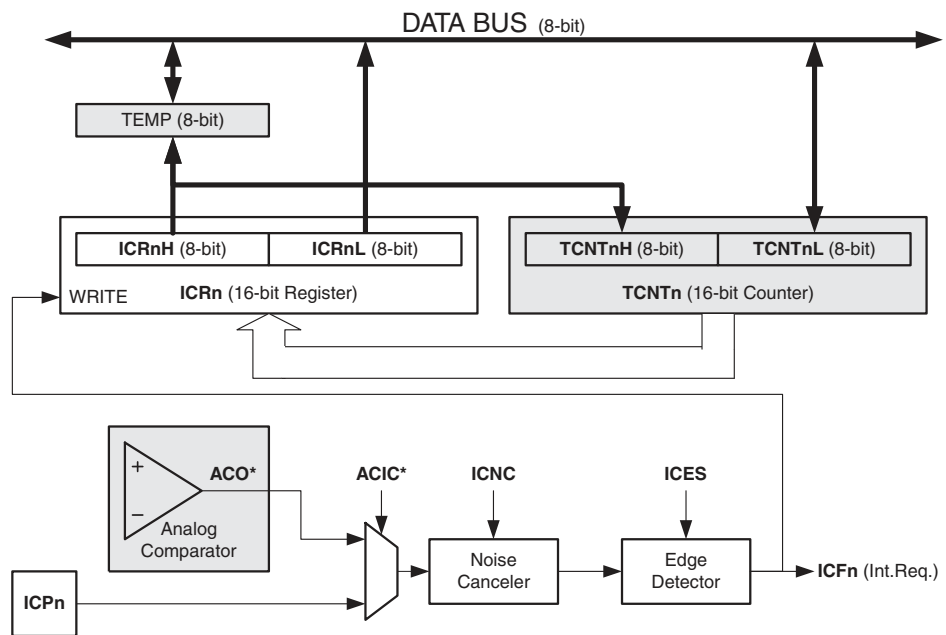 DATA BUS (8-bit)
TEMP (8-bit)
ICRnH (8-bit)
ICRnL (8-bit)
TCNTnH (8-bit)
TCNTnL (8-bit)
WRITE
ICRn (16-bit Register)
TCNTn (16-bit Counter)
+
−
ACO*
Analog
Comparator
ACIC*
ICNC
ICES
Noise
Canceler
Edge
Detector
ICFn (Int.Req.)
ICPn